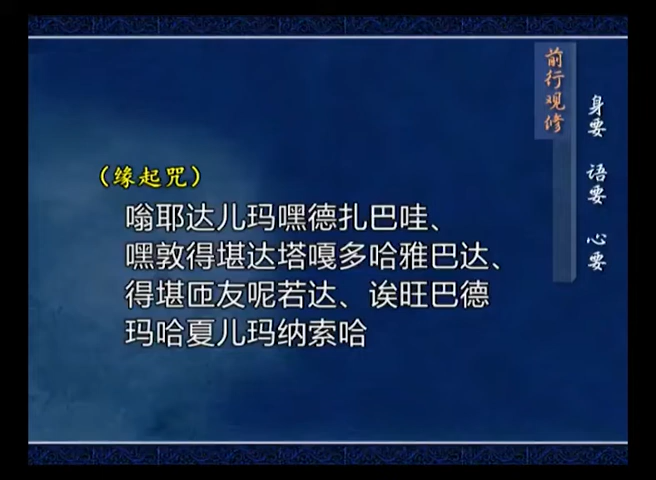 前行观修
身要 语要 心要
（缘起咒）
嗡耶达儿玛嘿德扎巴哇、
嘿敦得堪达塔嘎多哈雅巴达、
得堪匝友呢若达、诶旺巴德
玛哈夏儿玛纳索哈